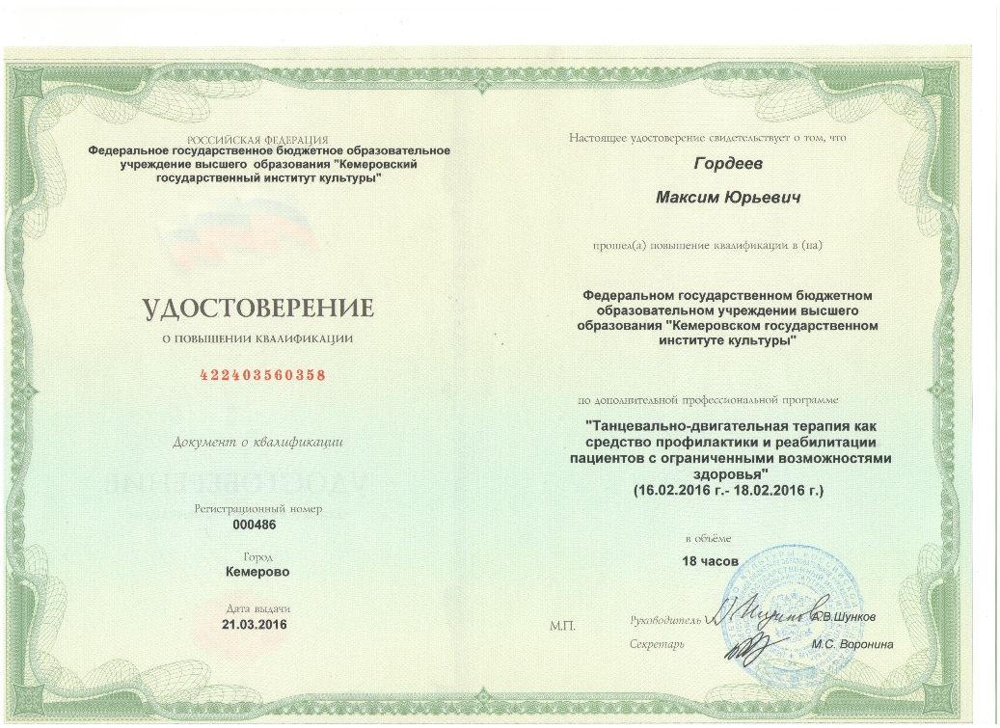 РОССИЙСКАЯ ФЕДЕРАЦИЯ
Федеральное государственное бюджетное образовательное
учреждение высшего образования "Кемеровский
государственный институт культуры"
УДОСТОВЕРЕНИЕ
О ПОВЫШЕНИИ КВАЛИФИКАЦИИ
422403560358
Документ о квалификации
Регистрационный номер
000486
Город
Кемерово
Дата выдачи
21.03.2016
Настоящее удостоверение свидетельствует о том, что
Гордеев
Максим Юрьевич
прошел(а) повышение квалификации в (на)
Федеральном государственном бюджетном
образовательном учреждении высшего
образования "Кемеровском государственном
институте культуры"
по дополнительной профессиональной программе
"Танцевально-двигательная терапия как
средство профилактики и реабилитации
пациентов с ограниченными возможностями
здоровья"
(16.02.2016 г.- 18.02.2016 г.)
в объёме
18 часов
М.П.
Руководитель А.В.Шунков
Секретарь М.С. Воронина